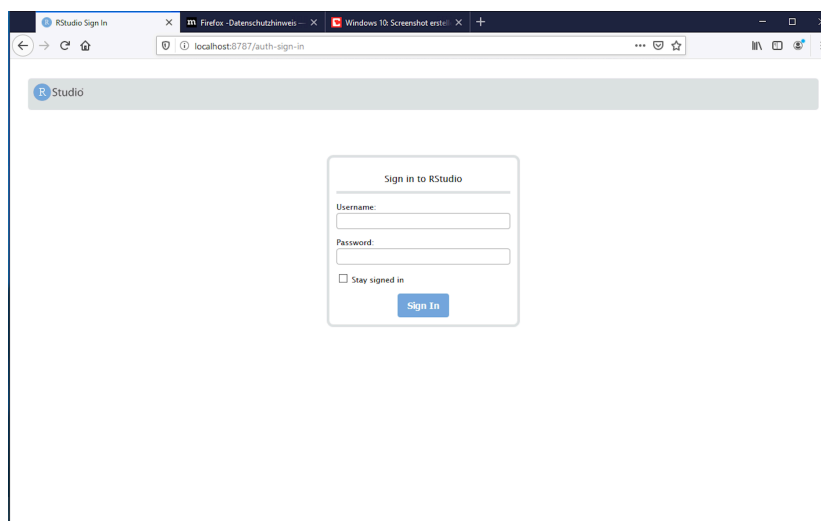 RStudio Sign In
Firefox -Datenschutzhinweis —
Windows 10: Screenshot erstell
localhost:8787/auth-sign-in
R Studio
Sign in to RStudio
Username:
Password:
Stay signed in
Sign In